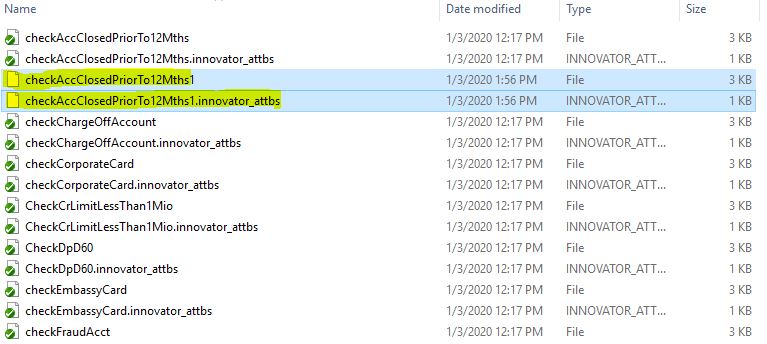 Name Date modified Type Size
checkAccClosedPriorTo12Mths 1/3/2020 12:17 PM File 3 KB
checkAccClosedPriorTo12Mths.innovator_attbs 1/3/2020 12:17 PM INNOVATOR_ATT... 1 KB
checkAccClosedPriorTo12Mths1 1/3/2020 1:56 PM File 3 KB
checkAccClosedPriorTo12Mths1.innovator_attbs 1/3/2020 1:56 PM INNOVATOR_ATT... 1 KB
checkChargeOffAccount 1/3/2020 12:17 PM File 3 KB
checkChargeOffAccount.innovator_attbs 1/3/2020 12:17 PM INNOVATOR_ATT... 1 KB
checkCorporateCard 1/3/2020 12:17 PM File 3 KB
checkCorporateCard.innovator_attbs 1/3/2020 12:17 PM INNOVATOR_ATT... 1 KB
CheckCrLimitLessThan1Mio 1/3/2020 12:17 PM File 3 KB
CheckCrLimitLessThan1Mio.innovator_attbs 1/3/2020 12:17 PM INNOVATOR_ATT... 1 KB
CheckDpD60 1/3/2020 12:17 PM File 3 KB
CheckDpD60.innovator_attbs 1/3/2020 12:17 PM INNOVATOR_ATT... 1 KB
checkEmbassyCard 1/3/2020 12:17 PM File 3 KB
checkEmbassyCard.innovator_attbs 1/3/2020 12:17 PM INNOVATOR_ATT... 1 KB
checkFraudAcct 1/3/2020 12:17 PM File 3 KB